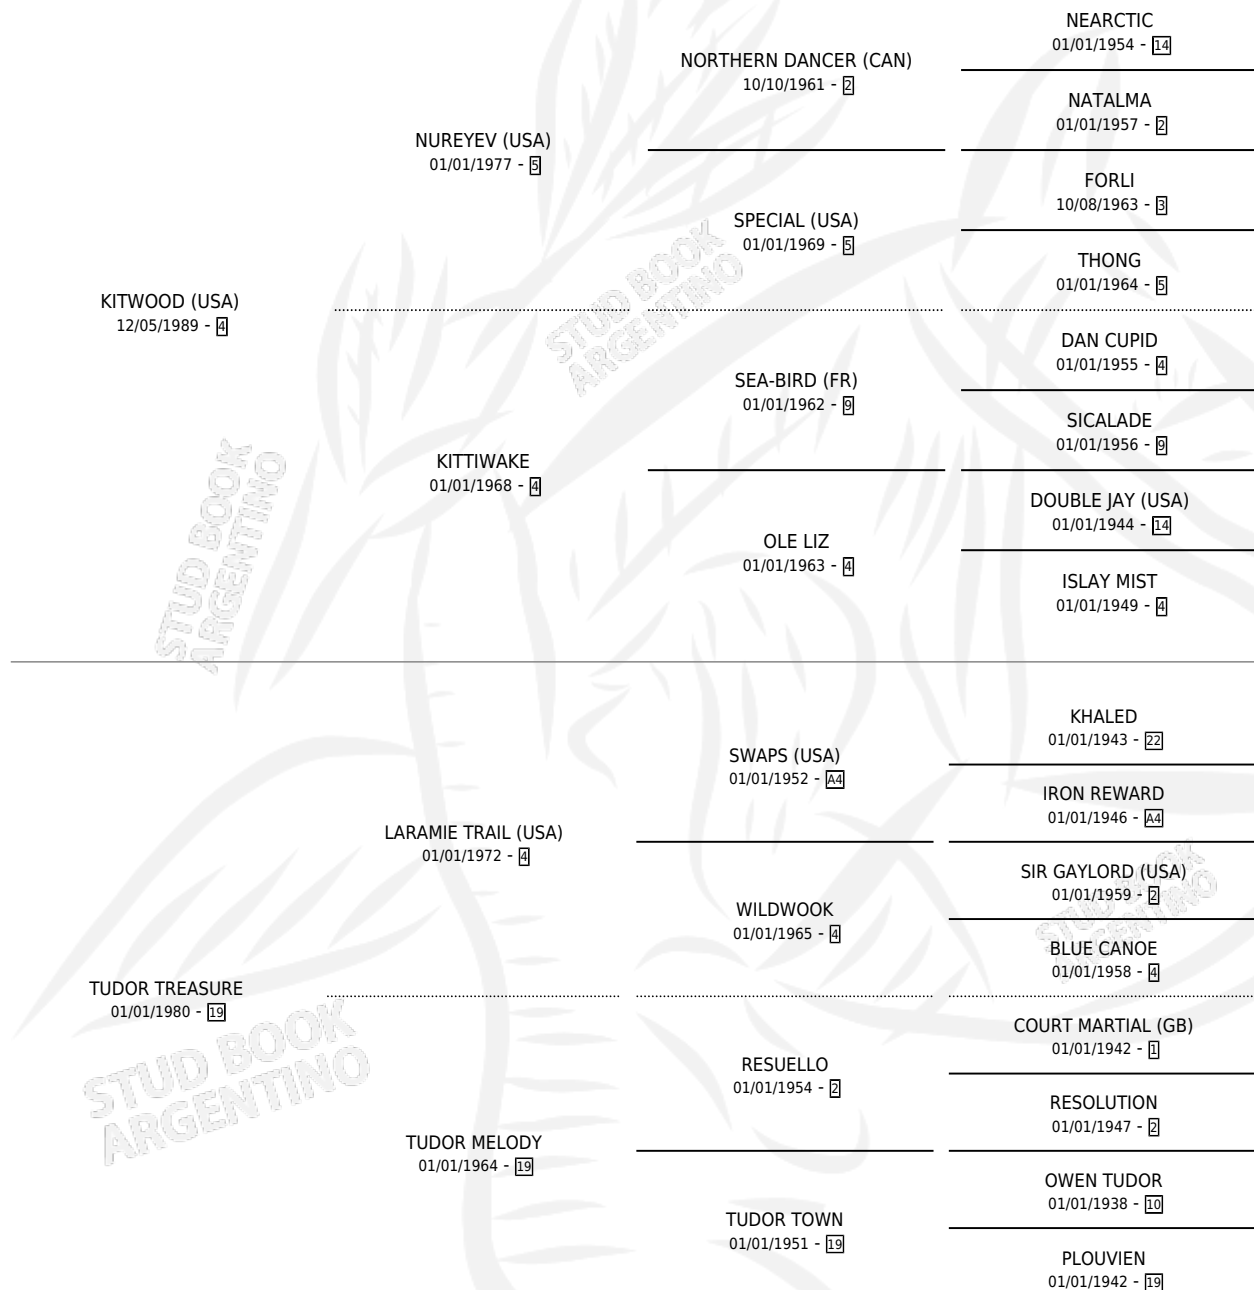 NEARCTIC
01/01/1954 - 14
NORTHERN DANCER (CAN)
10/10/1961 - 2
NATALMA
01/01/1957 - 2
NUREYEV (USA)
01/01/1977 - 5
FORLI
10/08/1963 - 3
SPECIAL (USA)
01/01/1969 - 5
THONG
01/01/1964 - 5
KITWOOD (USA)
12/05/1989 - 4
DAN CUPID
01/01/1955 - 4
SEA-BIRD (FR)
01/01/1962 - 9
SICALADE
01/01/1956 - 9
KITTIWAKE
01/01/1968 - 4
DOUBLE JAY (USA)
01/01/1944 - 14
OLE LIZ
01/01/1963 - 4
ISLAY MIST
01/01/1949 - 4
KHALED
01/01/1943 - 22
SWAPS (USA)
01/01/1952 - A4
IRON REWARD
01/01/1946 - A4
LARAMIE TRAIL (USA)
01/01/1972 - 4
SIR GAYLORD (USA)
01/01/1959 - 2
WILDWOOK
01/01/1965 - 4
BLUE CANOE
01/01/1958 - 4
TUDOR TREASURE
01/01/1980 - 19
COURT MARTIAL (GB)
01/01/1942 - 1
RESUELLO
01/01/1954 - 2
RESOLUTION
01/01/1947 - 2
TUDOR MELODY
01/01/1964 - 19
OWEN TUDOR
01/01/1938 - 10
TUDOR TOWN
01/01/1951 - 19
PLOUVIEN
01/01/1942 - 19
STUD BOOK
ARGENTINO
STUD BOOK
ARGENTINO
STUD BOOK
ARGENTINO
STUD BOOK
ARGENTINO